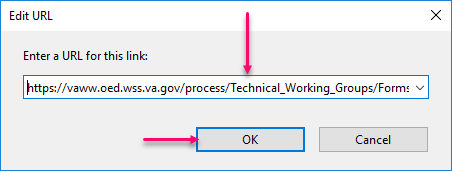 Edit URL
Enter a URL for this link:
https://vaww.oed.wss.va.gov/process/Technical_Working_Groups/Forms
OK Cancel